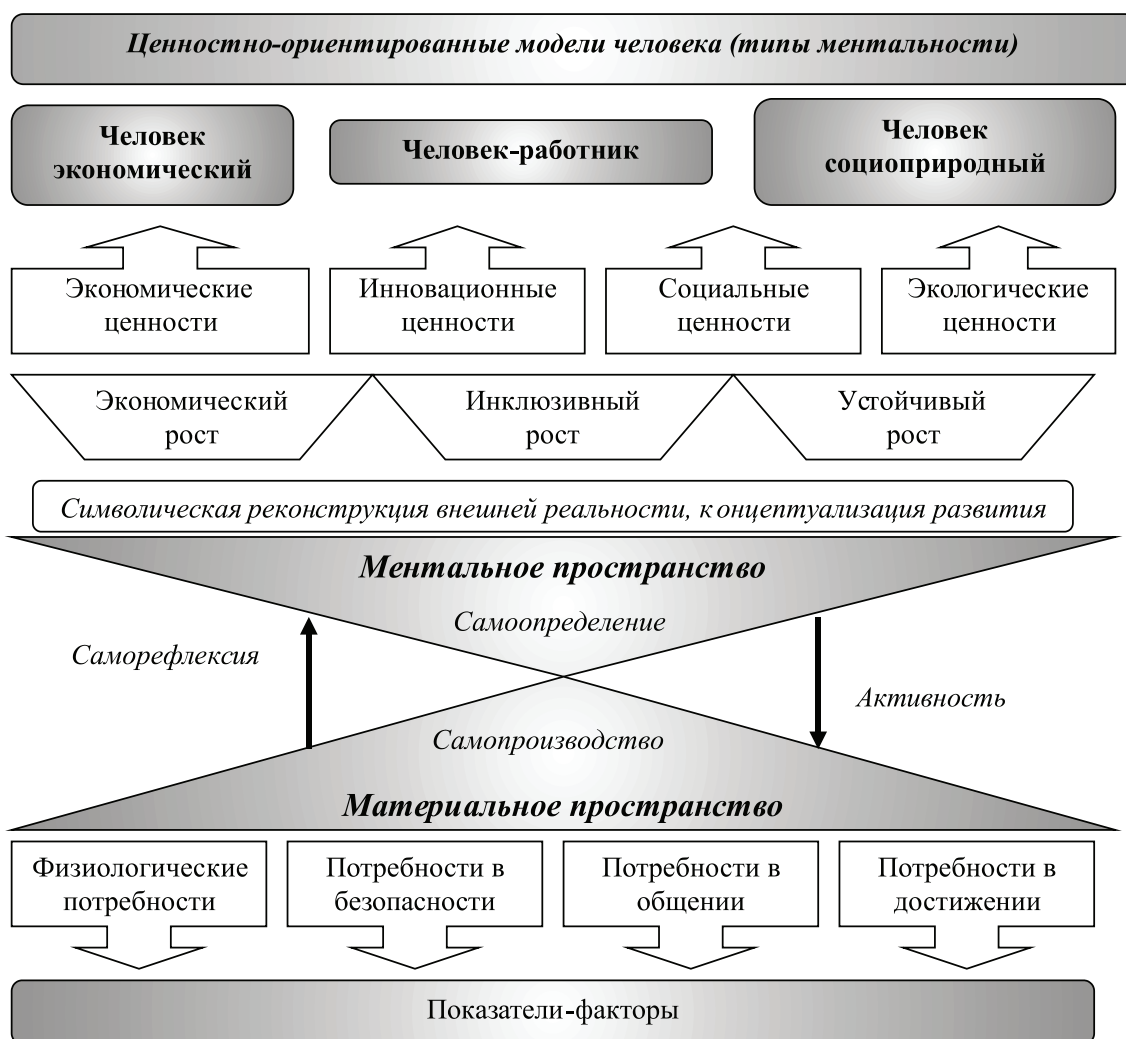 Ценностно-ориентированные модели человека (типы ментальности)
Человек
экономический
Человек-работник
Человек
социоприродный
Экономические
ценности
Инновационные
ценности
Социальные
ценности
Экологические
ценности
Экономический
рост
Инклюзивный
рост
Устойчивый
рост
Символическая реконструкция внешней реальности, к онцептуализация развития
Ментальное пространство
Самоопределение
Саморефлексия
Активность
Самопроизводство
Материальное пространство
Физиологические
потребности
Потребности в
безопасности
Потребности в
общении
Потребности в
достижении
Показатели-факторы